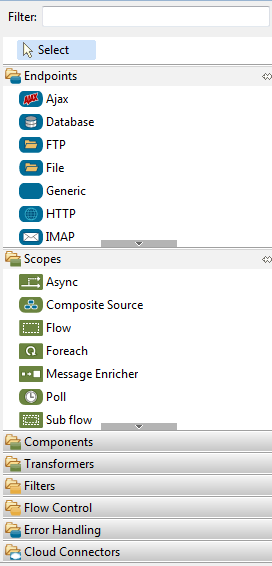 Filter:
Select
Endpoints
AJAX Ajax
Database
FTP
File
Generic
HTTP
IMAP
Scopes
Async
Composite Source
Flow
Foreach
Message Enricher
Poll
Sub flow
Components
Transformers
Filters
Flow Control
Error Handling
Cloud Connectors